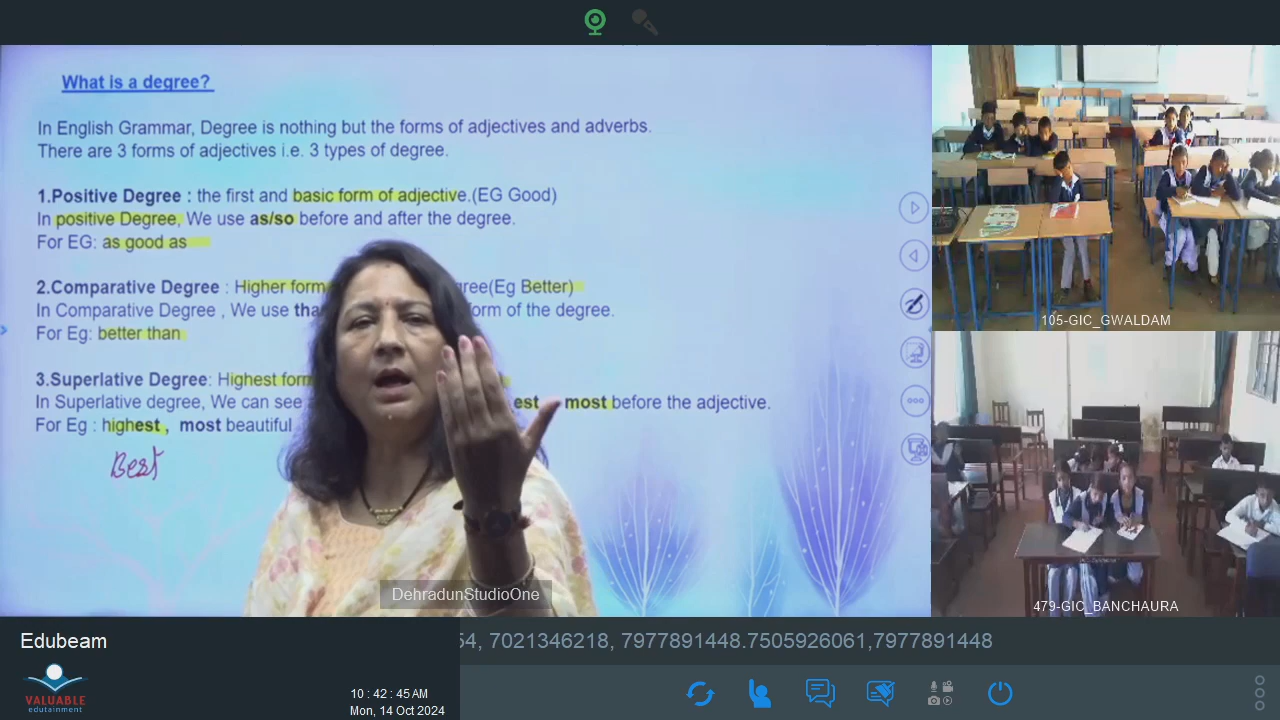 What is a degree?
In English Grammar, Degree is nothing but the forms of adjectives and adverbs.
There are 3 forms of adjectives i.e. 3 types of degree.
1.Positive Degree : the first and basic form of adjective.(EG Good)
In positive Degree, We use as/so before and after the degree.
For EG: as good as
2.Comparative Degree : Higher form (Eg Better)
In Comparative Degree , We use form of the degree.
For Eg: better than
3.Superlative Degree: Highest form
In Superlative degree, We can see est most before the adjective.
For Eg : highest , most beautiful
Best
DehradunStudioOne
105-GIC_GWALDAM
479-GIC_BANCHAURA
Edubeam
VALUABLE
edutainment
10 : 42 : 45 AM
Mon, 14 Oct 2024
54, 7021346218, 7977891448.7505926061,7977891448